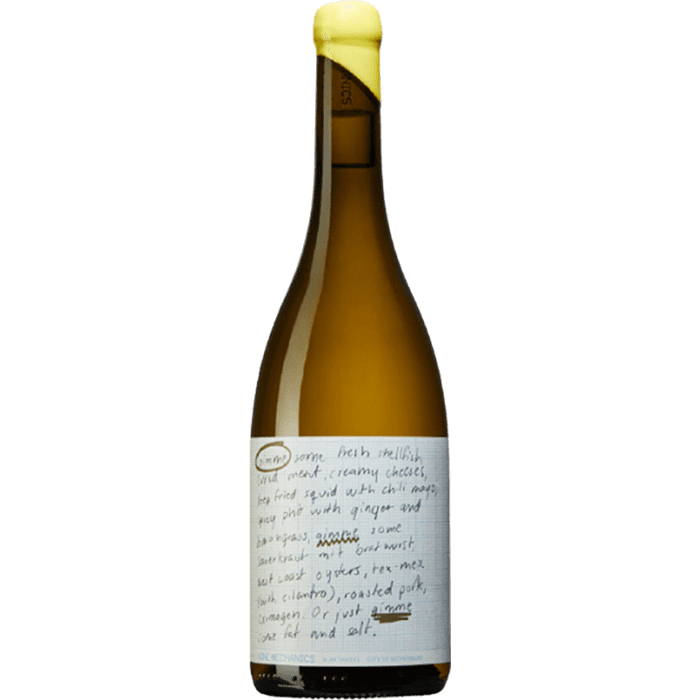 NICS
gimme some fresh shellfish
cured meat, creamy cheeses,
deep fried squid with chili mayo,
spicy pho with ginger and
lemongrass, gimme some
sauerkraut mit bratwurst,
west coast oysters, tex-mex
(with cilantro), roasted pork,
Or just gimme
some fat and salt.
WINE MECHANICS